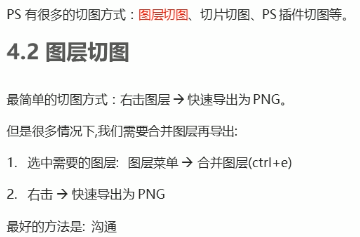 PS 有很多的切图方式：图层切图、切片切图、PS 插件切图等。
4.2 图层切图
最简单的切图方式：右击图层 → 快速导出为 PNG。
但是很多情况下,我们需要合并图层再导出:
1. 选中需要的图层: 图层菜单 → 合并图层(ctrl+e)
2. 右击 → 快速导出为 PNG
最好的方法是: 沟通